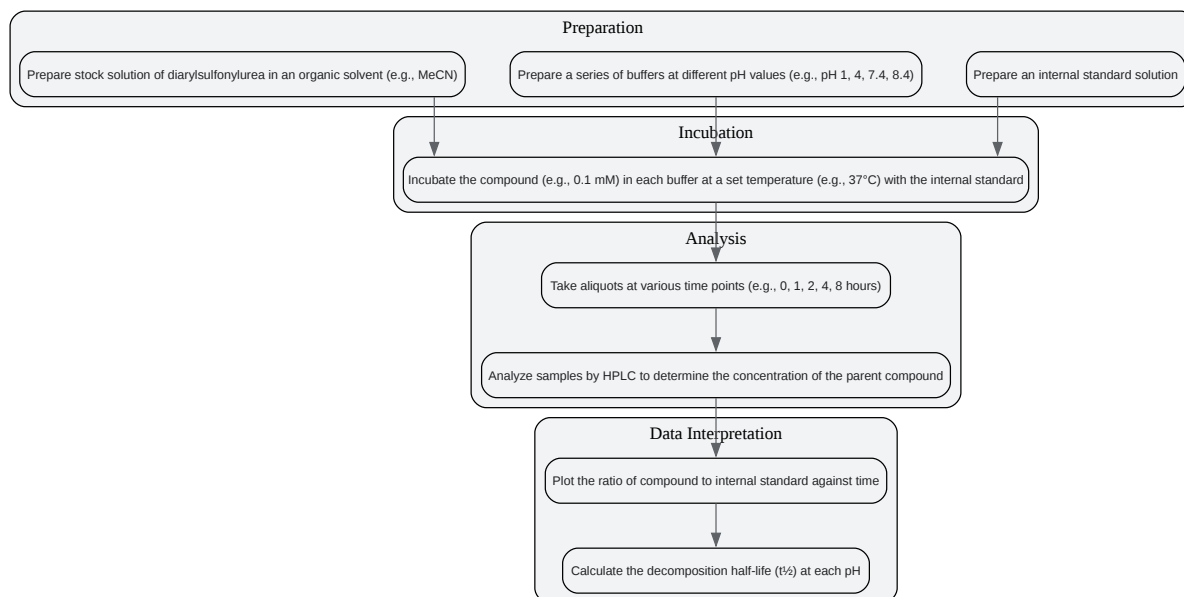 Preparation
Prepare stock solution of diarylsulfonylurea in an organic solvent (e.g., MeCN)
Prepare a series of buffers at different pH values (e.g., pH 1, 4, 7.4, 8.4)
Prepare an internal standard solution
Incubation
Incubate the compound (e.g., 0.1 mM) in each buffer at a set temperature (e.g., 37°C) with the internal standard
Analysis
Take aliquots at various time points (e.g., 0, 1, 2, 4, 8 hours)
Analyze samples by HPLC to determine the concentration of the parent compound
Data Interpretation
Plot the ratio of compound to internal standard against time
Calculate the decomposition half-life (t½) at each pH